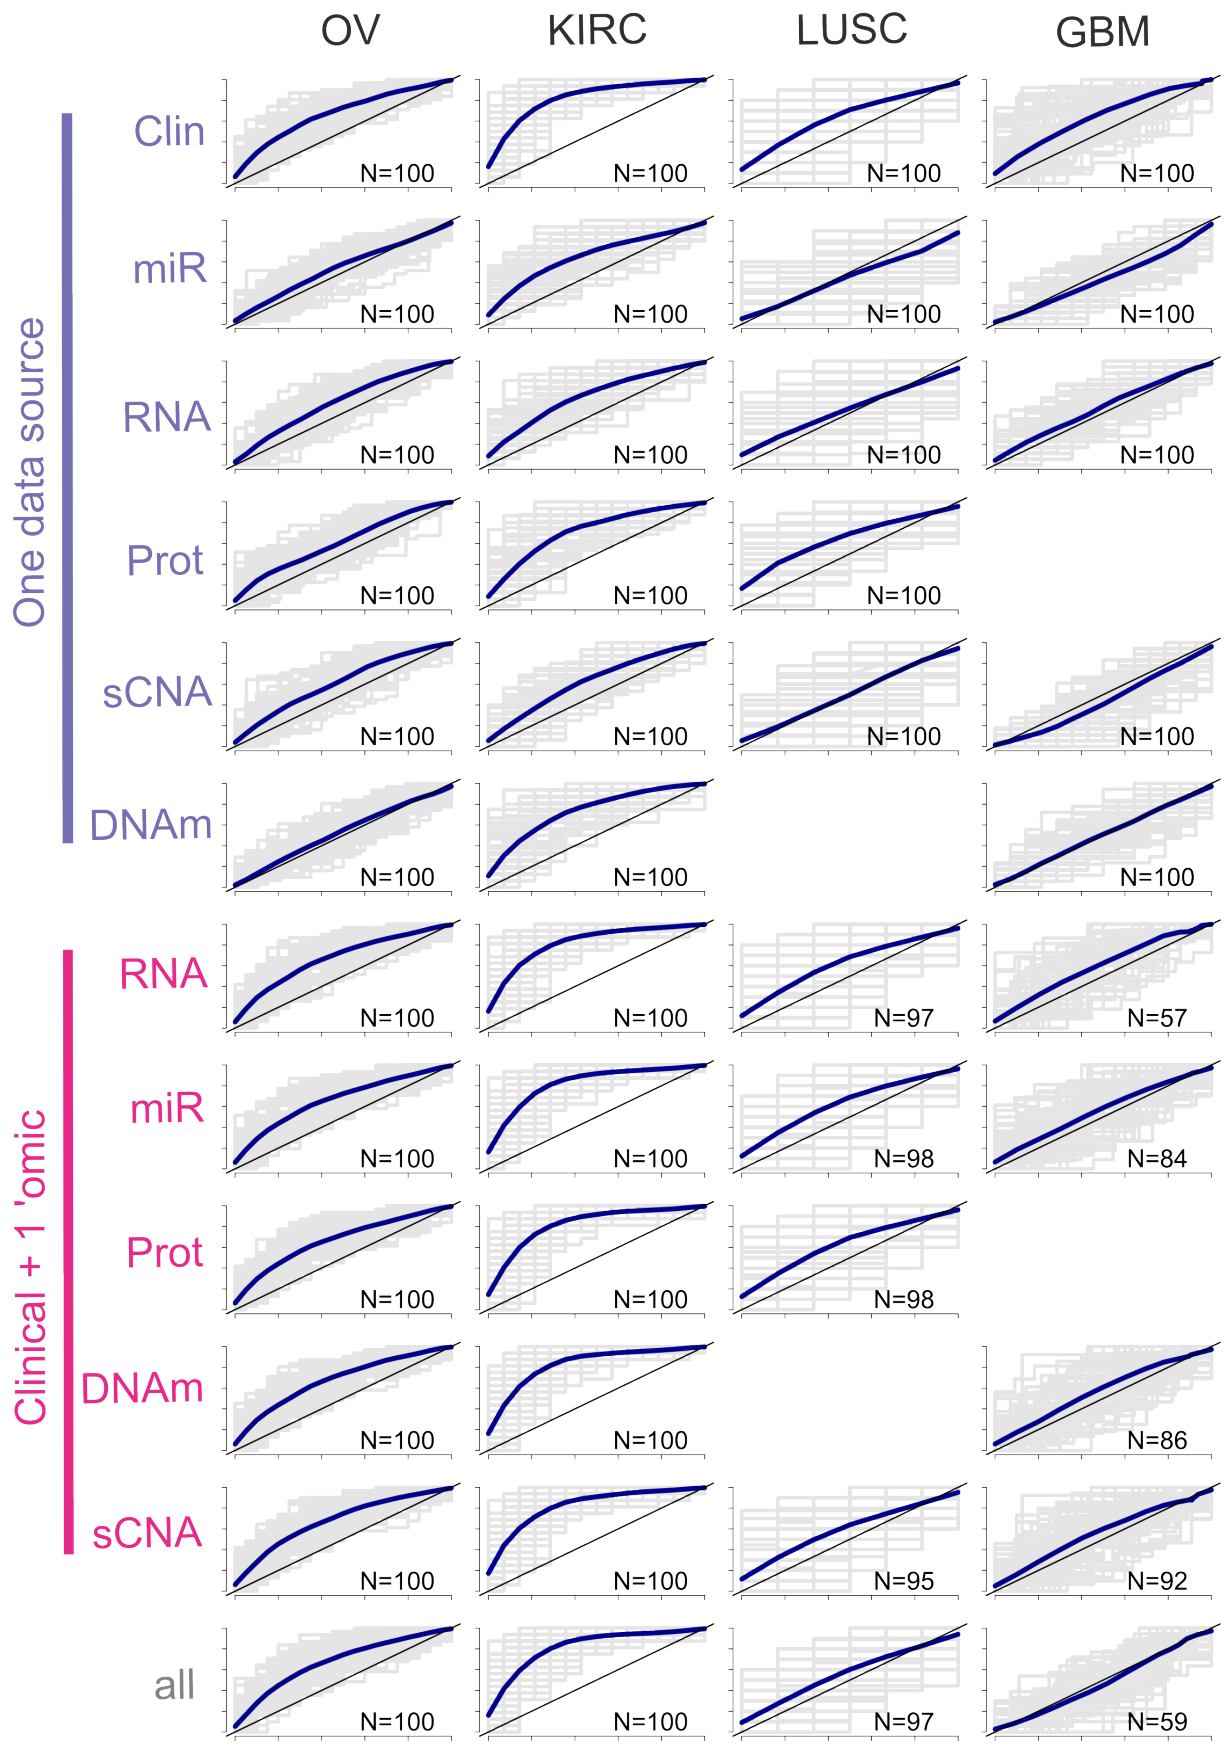 OV KIRC LUSC GBM
One data source
Clin N=100 N=100 N=100 N=100
miR N=100 N=100 N=100 N=100
RNA N=100 N=100 N=100 N=100
Prot N=100 N=100 N=100
sCNA N=100 N=100 N=100 N=100
DNAm N=100 N=100 N=100
Clinical + 1 'omic
RNA N=100 N=100 N=97 N=57
miR N=100 N=100 N=98 N=84
Prot N=100 N=100 N=98
DNAm N=100 N=100 N=86
sCNA N=100 N=100 N=95 N=92
all N=100 N=100 N=97 N=59